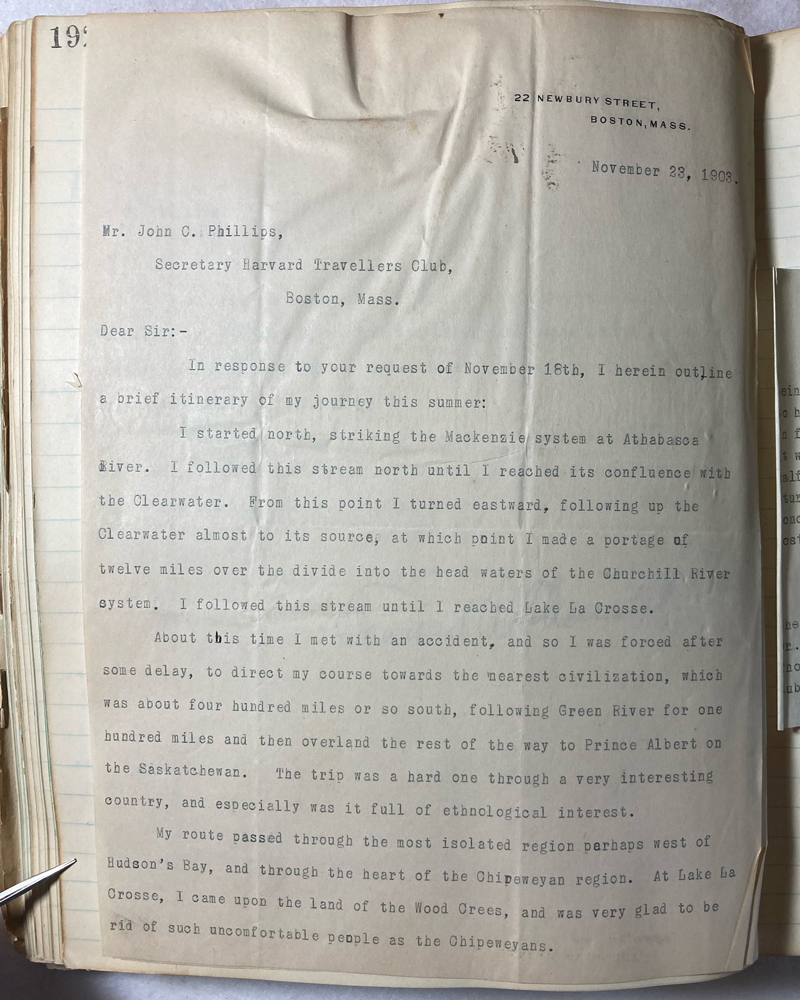 192
22 NEWBURY STREET,
BOSTON, MASS.
November 23, 1903.
Mr. John C. Phillips,
Secretary Harvard Travellers Club,
Boston, Mass.
Dear Sir:-
In response to your request of November 18th, I herein outline
a brief itinerary of my journey this summer:
I started north, striking the Mackenzie system at Athabasca
River. I followed this stream north until I reached its confluence with
the Clearwater. From this point I turned eastward, following up the
Clearwater almost to its source, at which point I made a portage of
twelve miles over the divide into the head waters of the Churchill River
system. I followed this stream until I reached Lake La Crosse.
About this time I met with an accident, and so I was forced after
some delay, to direct my course towards the nearest civilization, which
was about four hundred miles or so south, following Green River for one
hundred miles and then overland the rest of the way to Prince Albert on
the Saskatchewan. The trip was a hard one through a very interesting
country, and especially was it full of ethnological interest.
My route passed through the most isolated region perhaps west of
Hudson's Bay, and through the heart of the Chipeweyan region. At Lake La
Crosse, I came upon the land of the Wood Crees, and was very glad to be
rid of such uncomfortable people as the Chipeweyans.